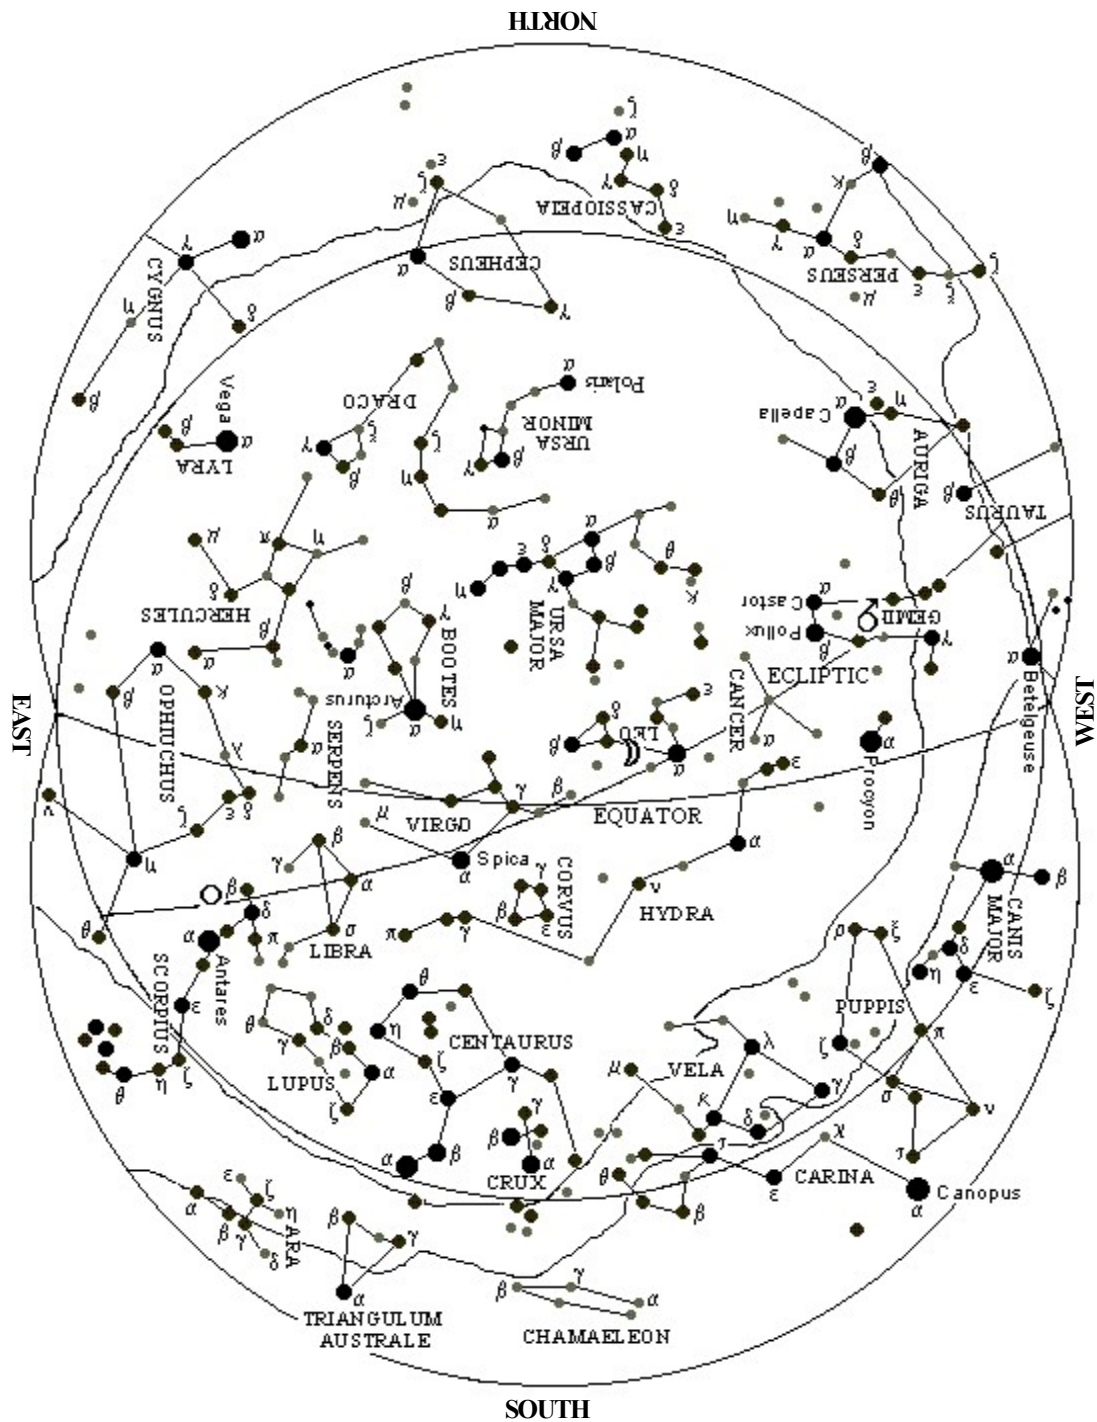 NORTH
ζ
α
β
η
γ
δ
CASSIOPEIA
ε
β
κ
η
γ
α
δ
PERSEUS
ε
ξ
ζ
μ
ε
ζ
μ
α
CEPHEUS
β
γ
γ
α
CYGNUS
η
δ
β
Vega
β
α
LYRA
DRACO
ξ
γ
β
ζ
η
α
α
Polaris
URSA
MINOR
γ
β
Capella
α
ε
η
AURIGA
β
θ
β
TAURUS
μ
π
η
δ
HERCULES
β
α
β
γ
BOOTES
α
Arcturus
ζ
α
η
η
ε
δ
α
β
γ
URSA
MAJOR
θ
κ
Castor
α
Pollux
β
♂
GEMI
γ
α
Betelgeuse
ECLIPTIC
CANCER
α
ε
δ
LEO
β
α
α
Procyon
EAST
WEST
α
β
κ
OPHIUCHUS
λ
ν
ζ
ε
δ
η
θ
SERPENS
α
μ
VIRGO
γ
β
EQUATOR
Spica
α
ε
α
ν
HYDRA
γ
π
CORVUS
γ
β
ε
β
γ
α
σ
LIBRA
β
δ
π
α
Antares
SCORPIUS
ε
η
ζ
θ
α
β
CANIS
MAJOR
δ
η
ε
ζ
ρ
ξ
PUPPIS
ζ
π
σ
ν
τ
θ
δ
γ
β
α
LUPUS
ζ
θ
η
ζ
CENTAURUS
γ
ε
α
β
γ
β
α
CRUX
μ
VELA
λ
κ
δ
γ
χ
ι
θ
ε
CARINA
β
Canopus
α
ε
ζ
α
η
β
γ
δ
ARA
β
γ
α
TRIANGULUM
AUSTRALE
γ
β
α
CHAMAELEON
SOUTH